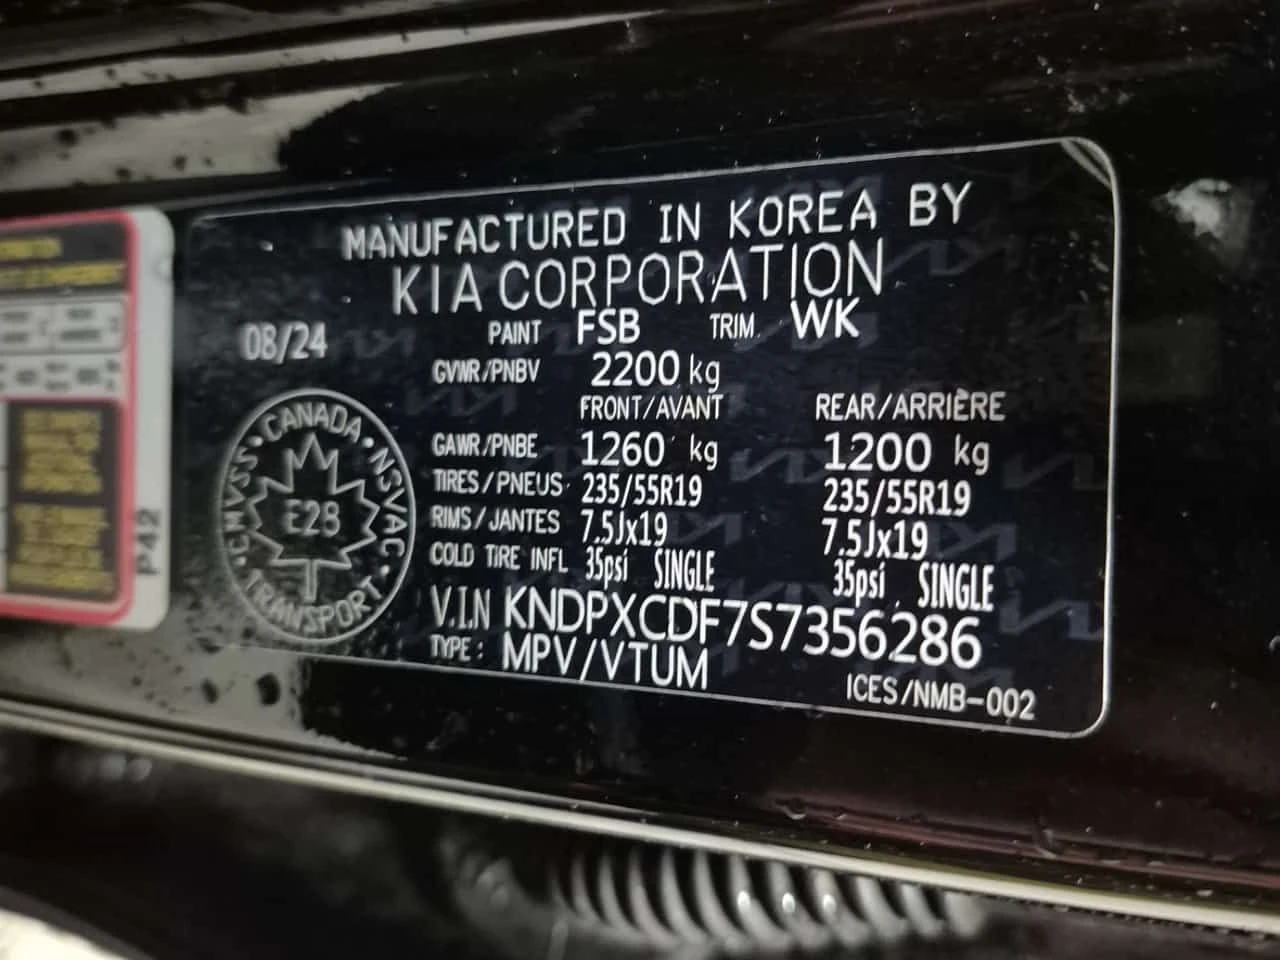 MANUFACTURED IN KOREA BY
KIA CORPORATION
08/24 PAINT FSB TRIM. WK
GVWR/PNBV 2200 kg
FRONT/AVANT REAR/ARRIÈRE
GAWR/PNBE 1260 kg 1200 kg
TIRES/PNEUS 235/55R19 235/55R19
RIMS/JANTES 7.5Jx19 7.5Jx19
COLD TIRE INFL 35psi SINGLE 35psi SINGLE
V.I.N KNDPXCDF7S7356286
TYPE: MPV/VTUM
ICES/NMB-002
CANADA
CMVSS E28 NSVAC
TRANSPORT
P42